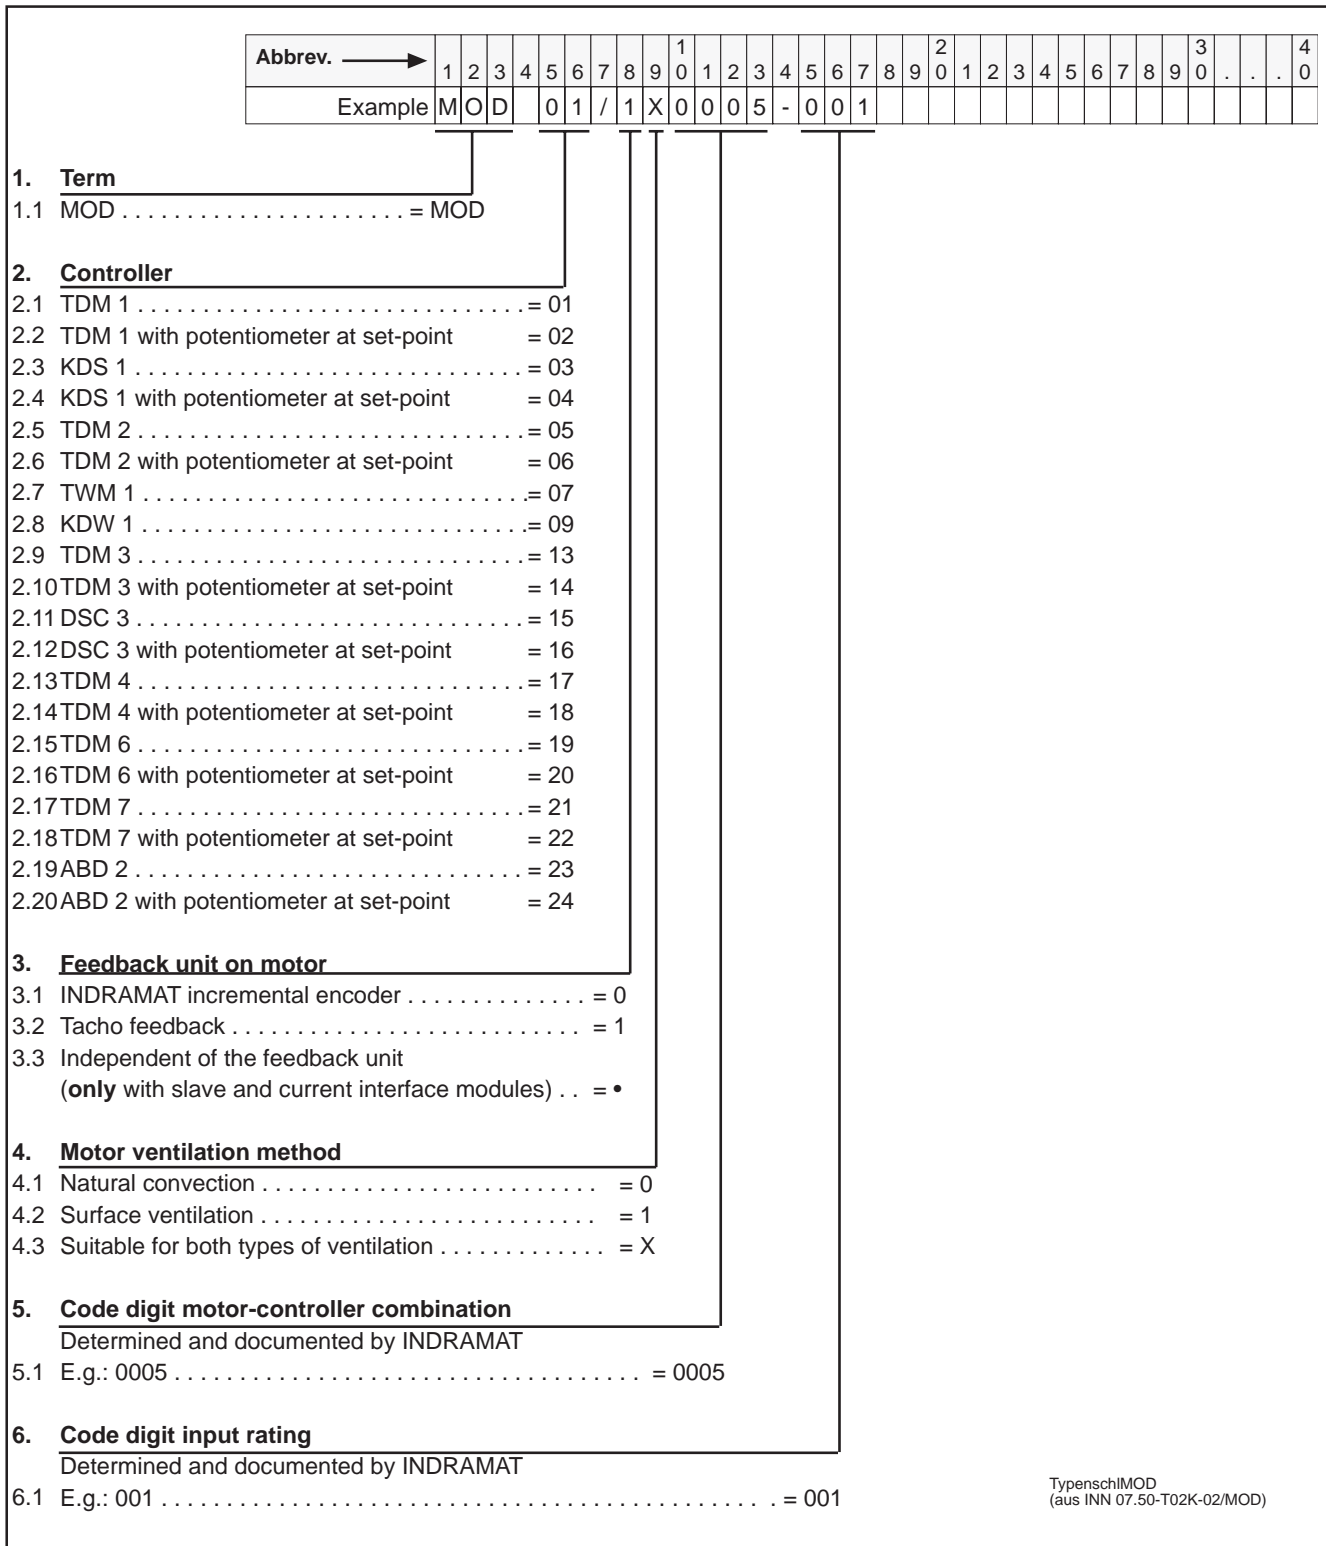 Abbrev.
1 2 3 4
1 2 3 4 5 6 7 8 9 0 1 2 3 4 5 6 7 8 9 0 1 2 3 4 5 6 7 8 9 0 . . . 0
Example M O D 0 1 / 1 X 0 0 0 5 - 0 0 1
1. Term
1.1 MOD . . . . . . . . . . . . . . . . . . . . . . = MOD
2. Controller
2.1 TDM 1 . . . . . . . . . . . . . . . . . . . . . . . . . . . . . . = 01
2.2 TDM 1 with potentiometer at set-point = 02
2.3 KDS 1 . . . . . . . . . . . . . . . . . . . . . . . . . . . . . . = 03
2.4 KDS 1 with potentiometer at set-point = 04
2.5 TDM 2 . . . . . . . . . . . . . . . . . . . . . . . . . . . . . . = 05
2.6 TDM 2 with potentiometer at set-point = 06
2.7 TWM 1 . . . . . . . . . . . . . . . . . . . . . . . . . . . . . .= 07
2.8 KDW 1 . . . . . . . . . . . . . . . . . . . . . . . . . . . . . .= 09
2.9 TDM 3 . . . . . . . . . . . . . . . . . . . . . . . . . . . . . . = 13
2.10 TDM 3 with potentiometer at set-point = 14
2.11 DSC 3 . . . . . . . . . . . . . . . . . . . . . . . . . . . . . . = 15
2.12 DSC 3 with potentiometer at set-point = 16
2.13 TDM 4 . . . . . . . . . . . . . . . . . . . . . . . . . . . . . . = 17
2.14 TDM 4 with potentiometer at set-point = 18
2.15 TDM 6 . . . . . . . . . . . . . . . . . . . . . . . . . . . . . . = 19
2.16 TDM 6 with potentiometer at set-point = 20
2.17 TDM 7 . . . . . . . . . . . . . . . . . . . . . . . . . . . . . . = 21
2.18 TDM 7 with potentiometer at set-point = 22
2.19 ABD 2 . . . . . . . . . . . . . . . . . . . . . . . . . . . . . . = 23
2.20 ABD 2 with potentiometer at set-point = 24
3. Feedback unit on motor
3.1 INDRAMAT incremental encoder . . . . . . . . . . . . . . = 0
3.2 Tacho feedback . . . . . . . . . . . . . . . . . . . . . . . . . . . = 1
3.3 Independent of the feedback unit
(only with slave and current interface modules) . . = •
4. Motor ventilation method
4.1 Natural convection . . . . . . . . . . . . . . . . . . . . . . . . . . = 0
4.2 Surface ventilation . . . . . . . . . . . . . . . . . . . . . . . . . . = 1
4.3 Suitable for both types of ventilation . . . . . . . . . . . . . = X
5. Code digit motor-controller combination
Determined and documented by INDRAMAT
5.1 E.g.: 0005 . . . . . . . . . . . . . . . . . . . . . . . . . . . . . . . . . . . . = 0005
6. Code digit input rating
Determined and documented by INDRAMAT
6.1 E.g.: 001 . . . . . . . . . . . . . . . . . . . . . . . . . . . . . . . . . . . . . . . . . . . . . . . = 001
TypenschlMOD
(aus INN 07.50-T02K-02/MOD)